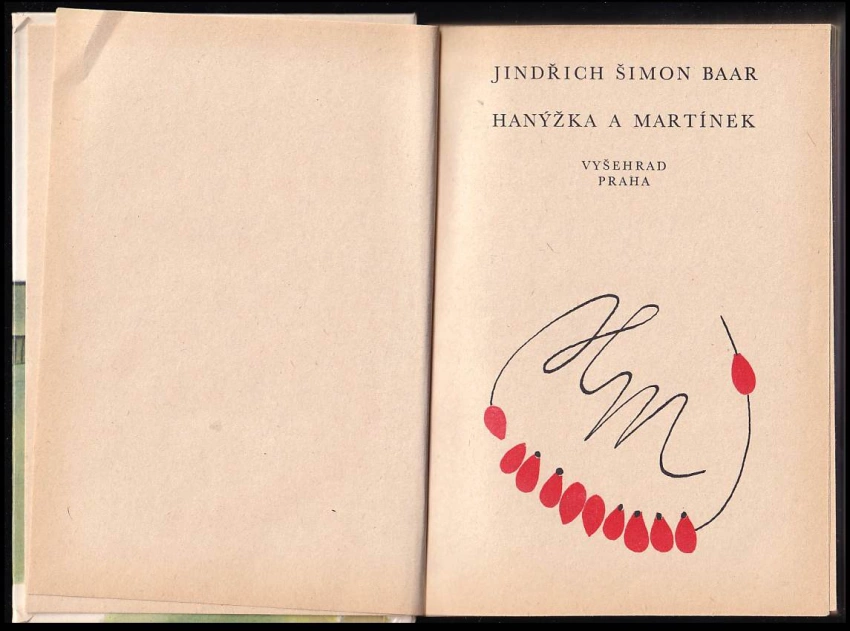 JINDŘICH ŠIMON BAAR
HANÝŽKA A MARTÍNEK
VYŠEHRAD
PRAHA
HM